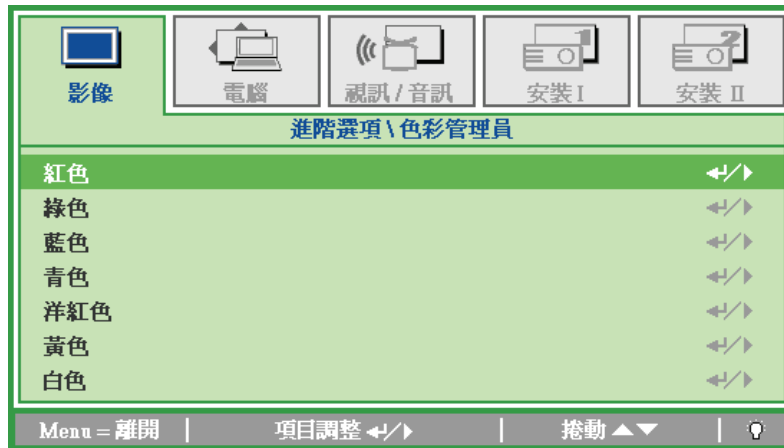 影像
電腦
視訊 / 音訊
安裝 I
安裝 II
進階選項 \ 色彩管理員
紅色
綠色
藍色
青色
洋紅色
黃色
白色
Menu = 離開
項目調整
捲動